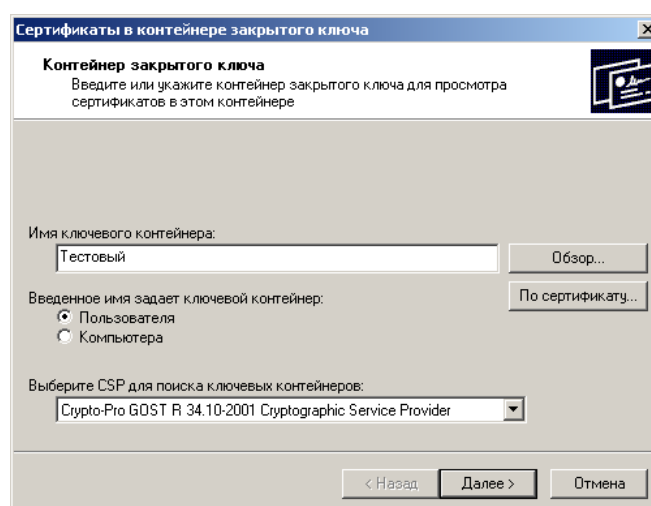 Сертификаты в контейнере закрытого ключа
Контейнер закрытого ключа
Введите или укажите контейнер закрытого ключа для просмотра
сертификатов в этом контейнере
Имя ключевого контейнера:
Тестовый
Обзор...
Введенное имя задает ключевой контейнер:
По сертификату...
Пользователя
Компьютера
Выберите CSP для поиска ключевых контейнеров:
Crypto-Pro GOST R 34.10-2001 Cryptographic Service Provider
< Назад
Далее >
Отмена